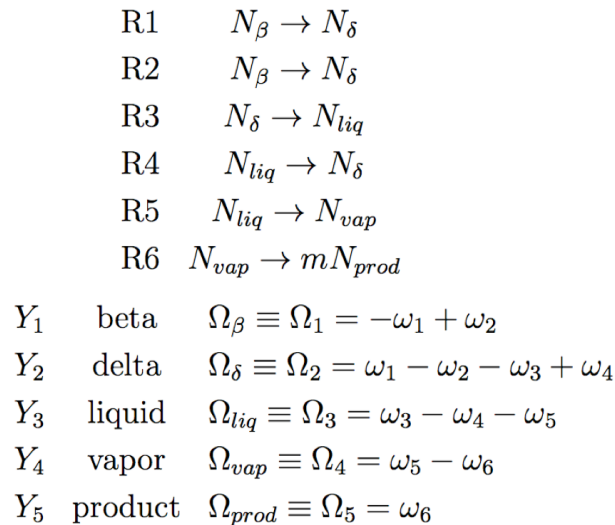 R1 N_β → N_δ
R2 N_β → N_δ
R3 N_δ → N_liq
R4 N_liq → N_δ
R5 N_liq → N_vap
R6 N_vap → mN_prod
Y_1 beta Ω_β ≡ Ω_1 = −ω_1 + ω_2
Y_2 delta Ω_δ ≡ Ω_2 = ω_1 − ω_2 − ω_3 + ω_4
Y_3 liquid Ω_liq ≡ Ω_3 = ω_3 − ω_4 − ω_5
Y_4 vapor Ω_vap ≡ Ω_4 = ω_5 − ω_6
Y_5 product Ω_prod ≡ Ω_5 = ω_6